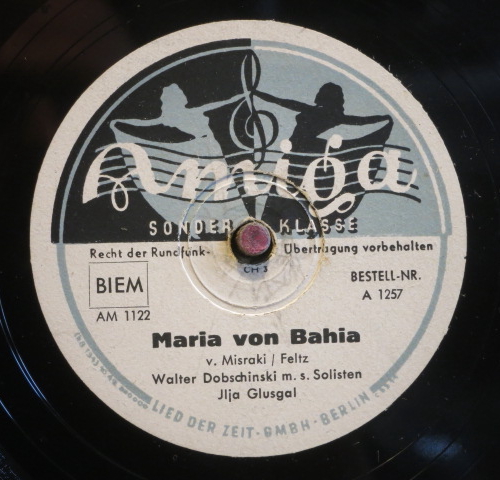 Amiga
SONDER KLASSE
Recht der Rundfunk- Übertragung vorbehalten
BIEM
BESTELL-NR.
A 1257
AM 1122
Maria von Bahia
v. Misraki / Feltz
Walter Dobschinski m. s. Solisten
Jlja Glusgal
LIED DER ZEIT-GMBH-BERLIN